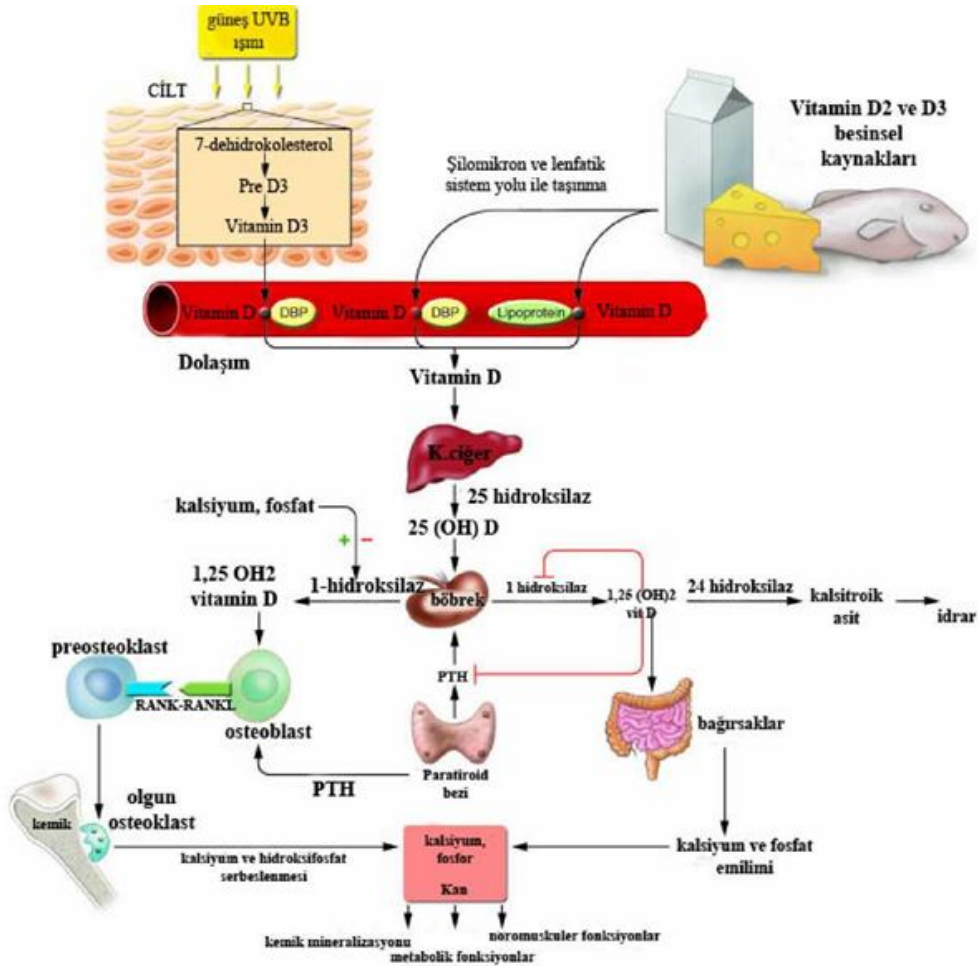 güneş UVB
ışını
CİLT
7-dehidrokolesterol
Pre D3
Vitamin D3
Şilomikron ve lenfatik
sistem yolu ile taşınma
Vitamin D2 ve D3
besinsel
kaynakları
Vitamin D DBP Vitamin D DBP Lipoprotein Vitamin D
Dolaşım
Vitamin D
K.ciğer
25 hidroksilaz
25 (OH) D
kalsiyum, fosfat
+ –
1,25 OH2
vitamin D
1-hidroksilaz
böbrek
1 hidroksilaz
1,25 (OH)2
vit D
24 hidroksilaz
kalsitroik
asit
idrar
preosteoklast
RANK-RANKL
osteoblast
PTH
PTH
Paratiroid
bezi
bağırsaklar
kemik
olgun
osteoklast
kalsiyum ve hidroksifosfat
serbeslenmesi
kalsiyum,
fosfor
Kan
kalsiyum ve fosfat
emilimi
kemik mineralizasyonu
metabolik fonksiyonlar
noromuskuler fonksiyonlar